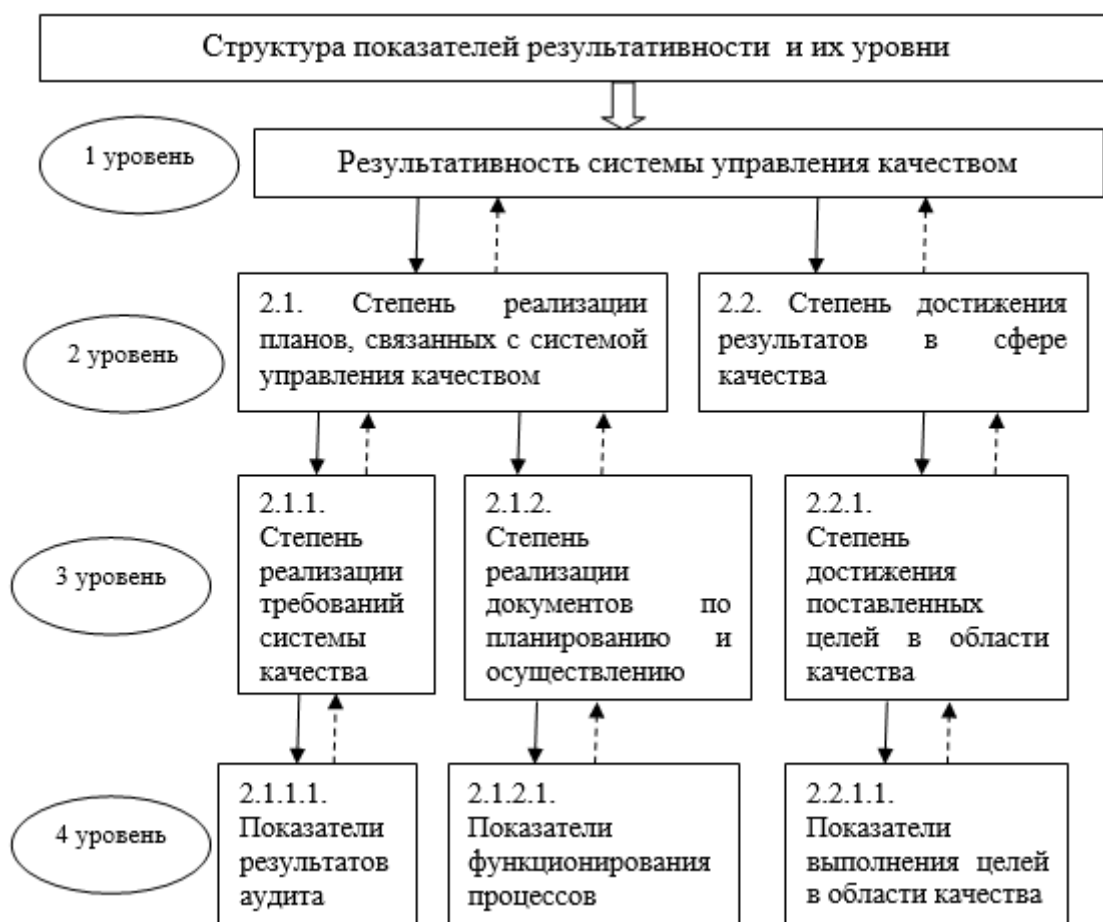 Структура показателей результативности и их уровни
1 уровень
Результативность системы управления качеством
2 уровень
2.1. Степень реализации
планов, связанных с системой
управления качеством
2.2. Степень достижения
результатов в сфере
качества
3 уровень
2.1.1.
Степень
реализации
требований
системы
качества
2.1.2.
Степень
реализации
документов по
планированию и
осуществлению
2.2.1.
Степень
достижения
поставленных
целей в области
качества
4 уровень
2.1.1.1.
Показатели
результатов
аудита
2.1.2.1.
Показатели
функционирования
процессов
2.2.1.1.
Показатели
выполнения целей
в области качества